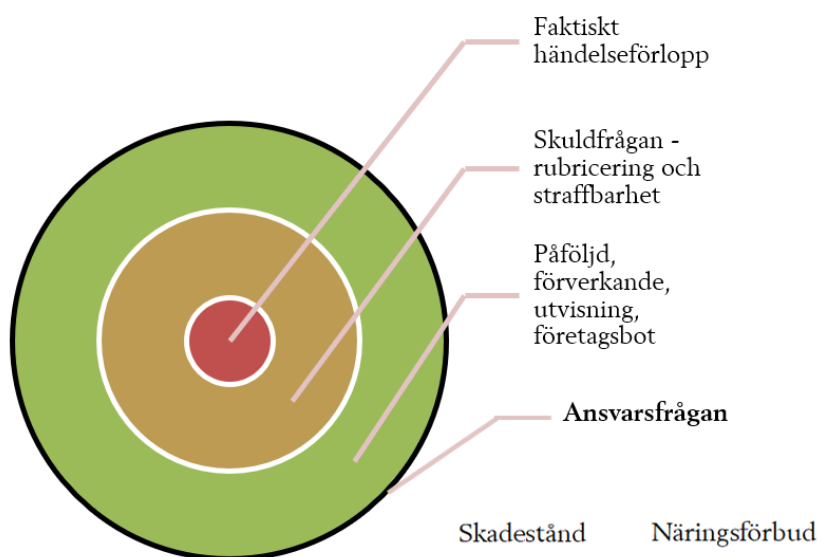 Faktiskt
händelseförlopp
Skuldfrågan -
rubricering och
straffbarhet
Påföljd,
förverkande,
utvisning,
företagsbot
Ansvarsfrågan
Skadestånd Näringsförbud